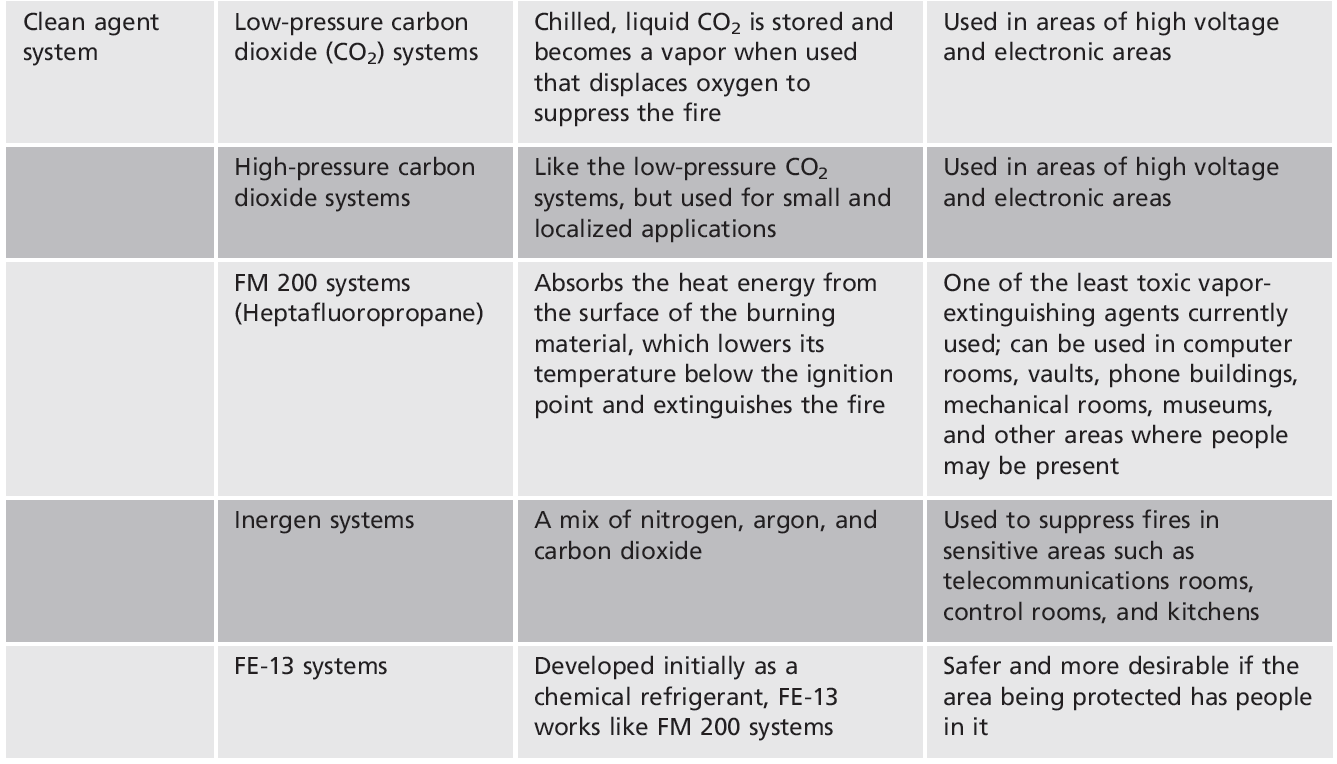 Clean agent
system
Low-pressure carbon
dioxide (CO₂) systems
Chilled, liquid CO₂ is stored and
becomes a vapor when used
that displaces oxygen to
suppress the fire
Used in areas of high voltage
and electronic areas
High-pressure carbon
dioxide systems
Like the low-pressure CO₂
systems, but used for small and
localized applications
Used in areas of high voltage
and electronic areas
FM 200 systems
(Heptafluoropropane)
Absorbs the heat energy from
the surface of the burning
material, which lowers its
temperature below the ignition
point and extinguishes the fire
One of the least toxic vapor-
extinguishing agents currently
used; can be used in computer
rooms, vaults, phone buildings,
mechanical rooms, museums,
and other areas where people
may be present
Inergen systems
A mix of nitrogen, argon, and
carbon dioxide
Used to suppress fires in
sensitive areas such as
telecommunications rooms,
control rooms, and kitchens
FE-13 systems
Developed initially as a
chemical refrigerant, FE-13
works like FM 200 systems
Safer and more desirable if the
area being protected has people
in it